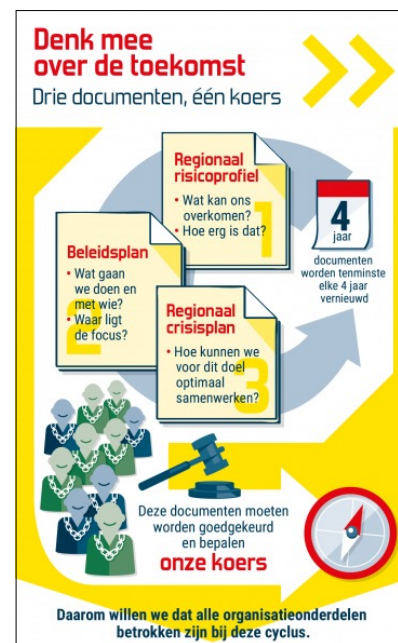 Denk mee
over de toekomst
Drie documenten, één koers
Regionaal
risicoprofiel
• Wat kan ons
overkomen?
• Hoe erg is dat?
1
4
jaar
documenten
worden tenminste
elke 4 jaar
vernieuwd
Beleidsplan
• Wat gaan
we doen en
met wie?
• Waar ligt
de focus?
2
Regionaal
crisisplan
• Hoe kunnen we
voor dit doel
optimaal
samenwerken?
3
Deze documenten moeten
worden goedgekeurd
en bepalen
onze koers
Daarom willen we dat alle organisatieonderdelen
betrokken zijn bij deze cyclus.